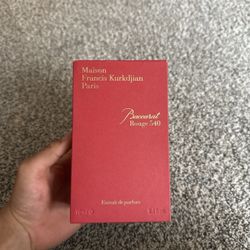 Maison
Francis Kurkdjian
Paris
Baccarat
Rouge 540
Extrait de parfum